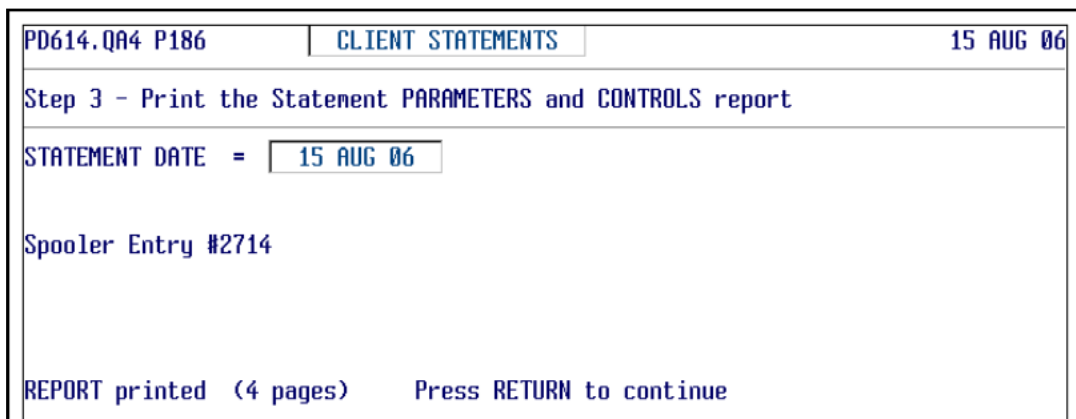 PD614.QA4 P186 CLIENT STATEMENTS 15 AUG 06
Step 3 - Print the Statement PARAMETERS and CONTROLS report
STATEMENT DATE = 15 AUG 06
Spooler Entry #2714
REPORT printed (4 pages) Press RETURN to continue